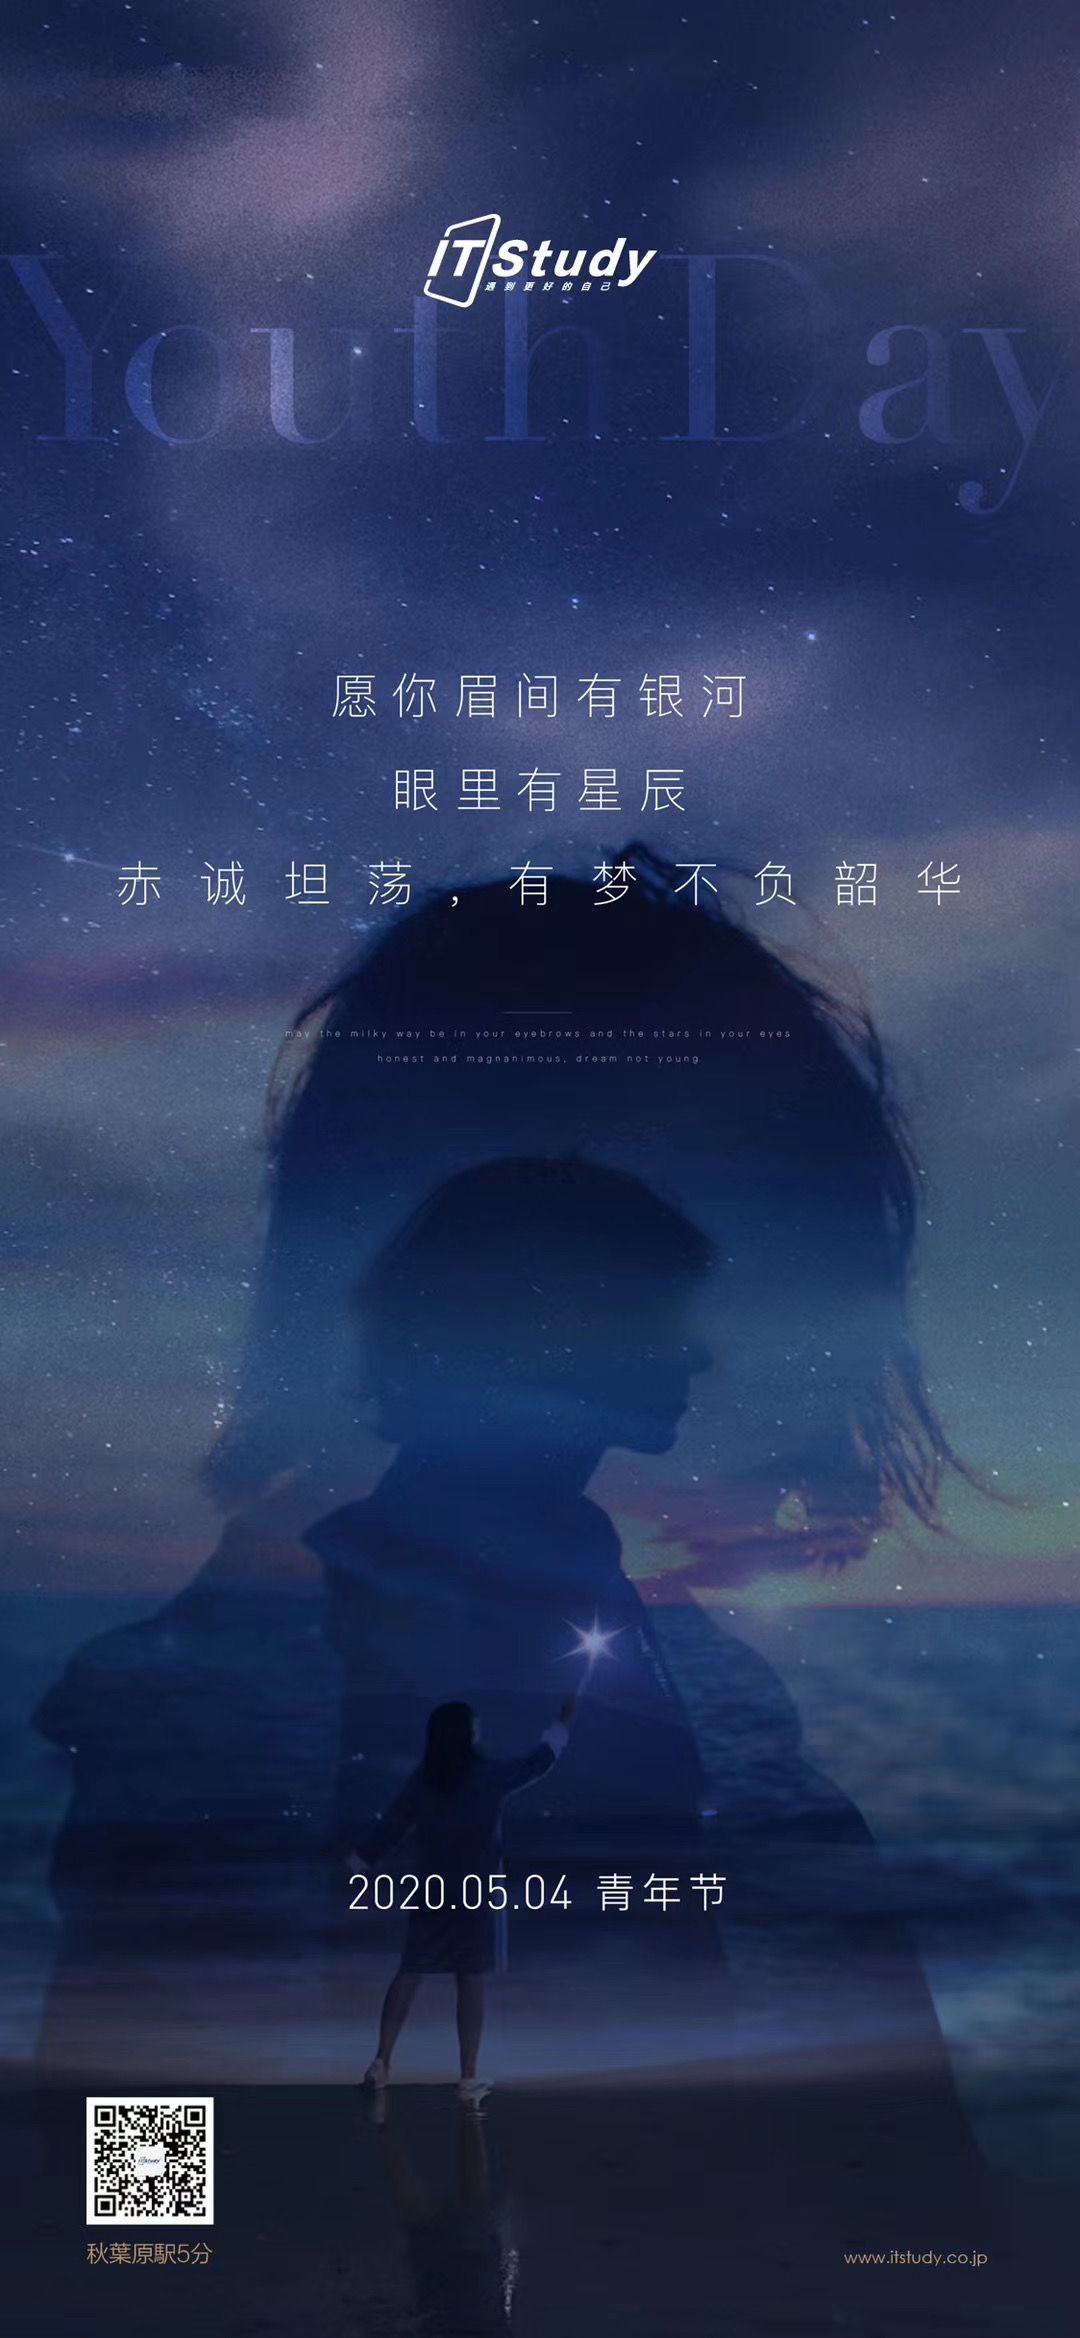 ITStudy
遇到更好的自己
Youth Day
愿你眉间有银河
眼里有星辰
赤诚坦荡，有梦不负韶华
may the milky way be in your eyebrows and the stars in your eyes
honest and magnanimous, dream not young
2020.05.04 青年节
秋葉原駅5分
www.itstudy.co.jp